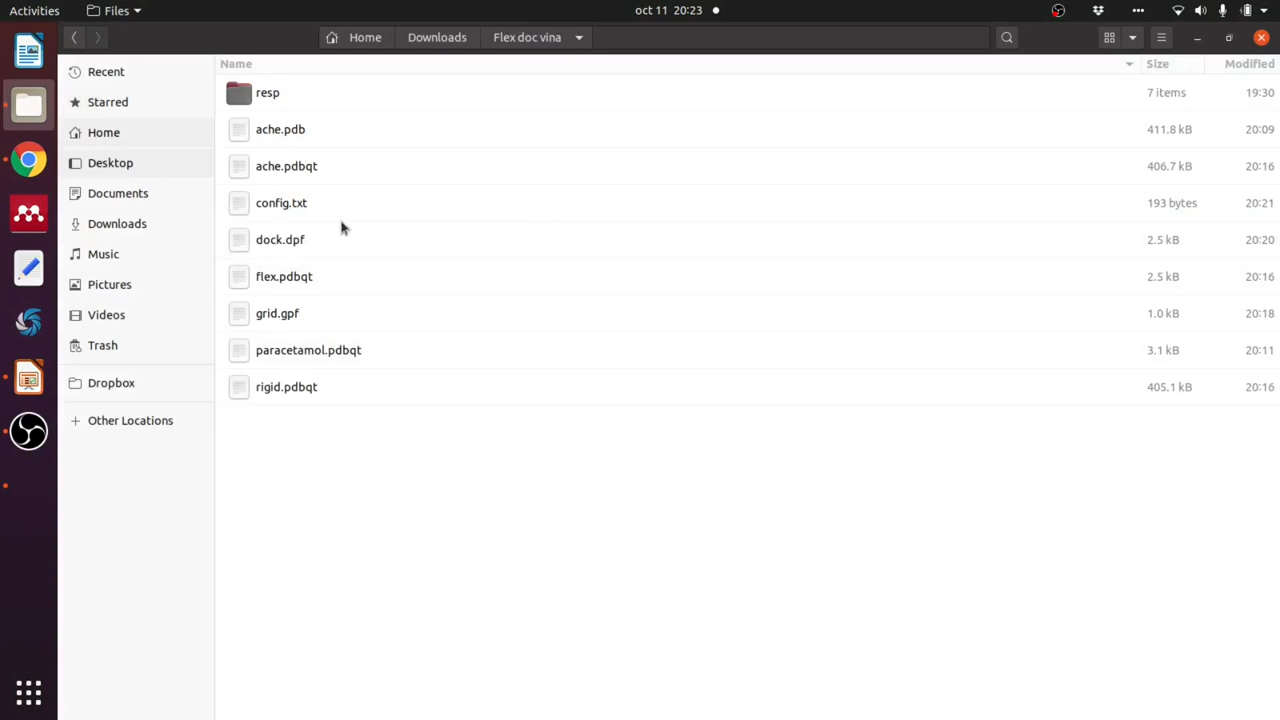 Activities Files oct 11 20:23
Home Downloads Flex doc vina
Name Size Modified
Recent
Starred
Home
Desktop
Documents
Downloads
Music
Pictures
Videos
Trash
Dropbox
Other Locations
resp 7 items 19:30
ache.pdb 411.8 kB 20:09
ache.pdbqt 406.7 kB 20:16
config.txt 193 bytes 20:21
dock.dpf 2.5 kB 20:20
flex.pdbqt 2.5 kB 20:16
grid.gpf 1.0 kB 20:18
paracetamol.pdbqt 3.1 kB 20:11
rigid.pdbqt 405.1 kB 20:16